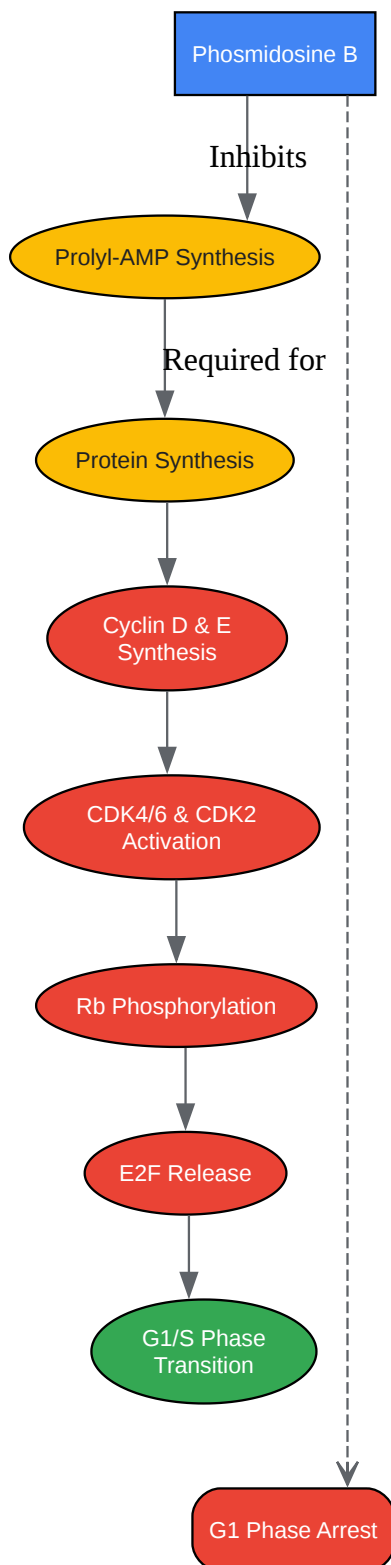 Phosmidosine B
Inhibits
Prolyl-AMP Synthesis
Required for
Protein Synthesis
Cyclin D & E
Synthesis
CDK4/6 & CDK2
Activation
Rb Phosphorylation
E2F Release
G1/S Phase
Transition
G1 Phase Arrest